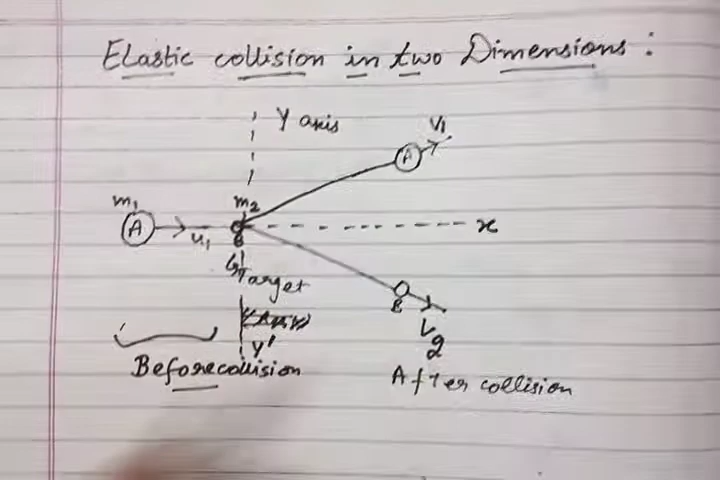 Elastic collision in two Dimensions :
Y axis
V1
A
m1
m2
A
u1
x
B
Target
B
V2
Y'
Before collision
After collision